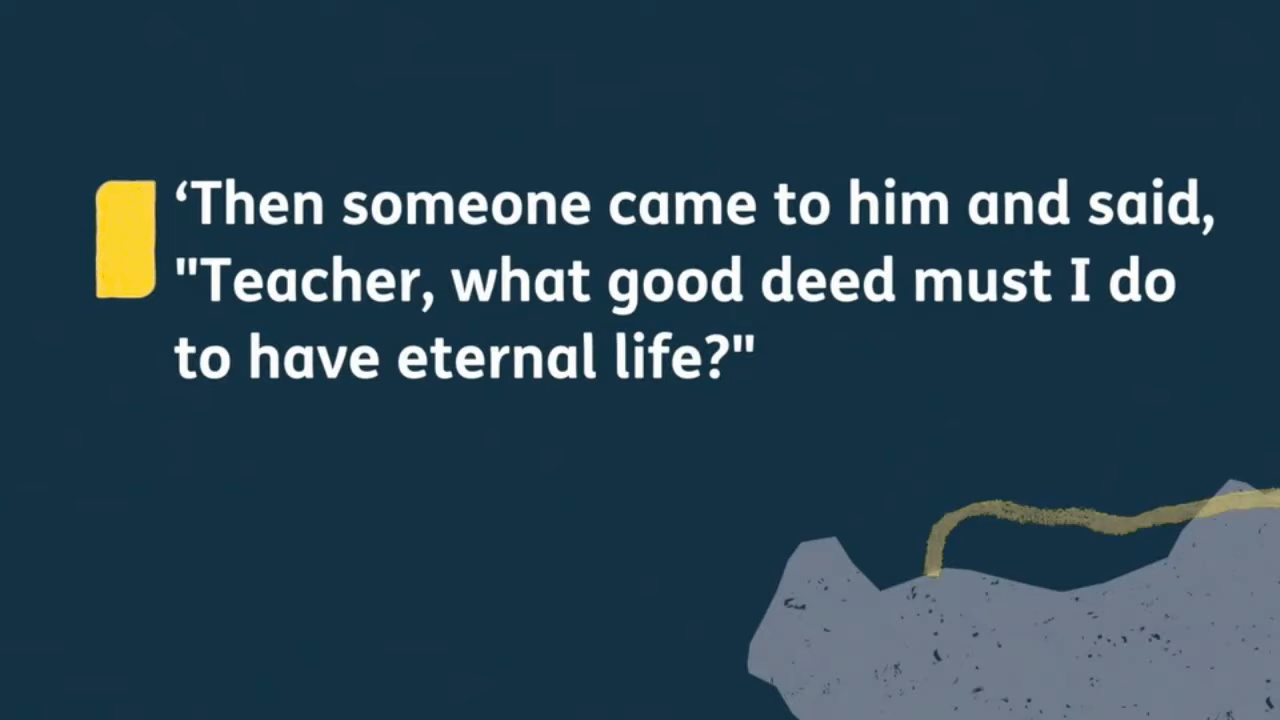 ‘Then someone came to him and said,
"Teacher, what good deed must I do
to have eternal life?"